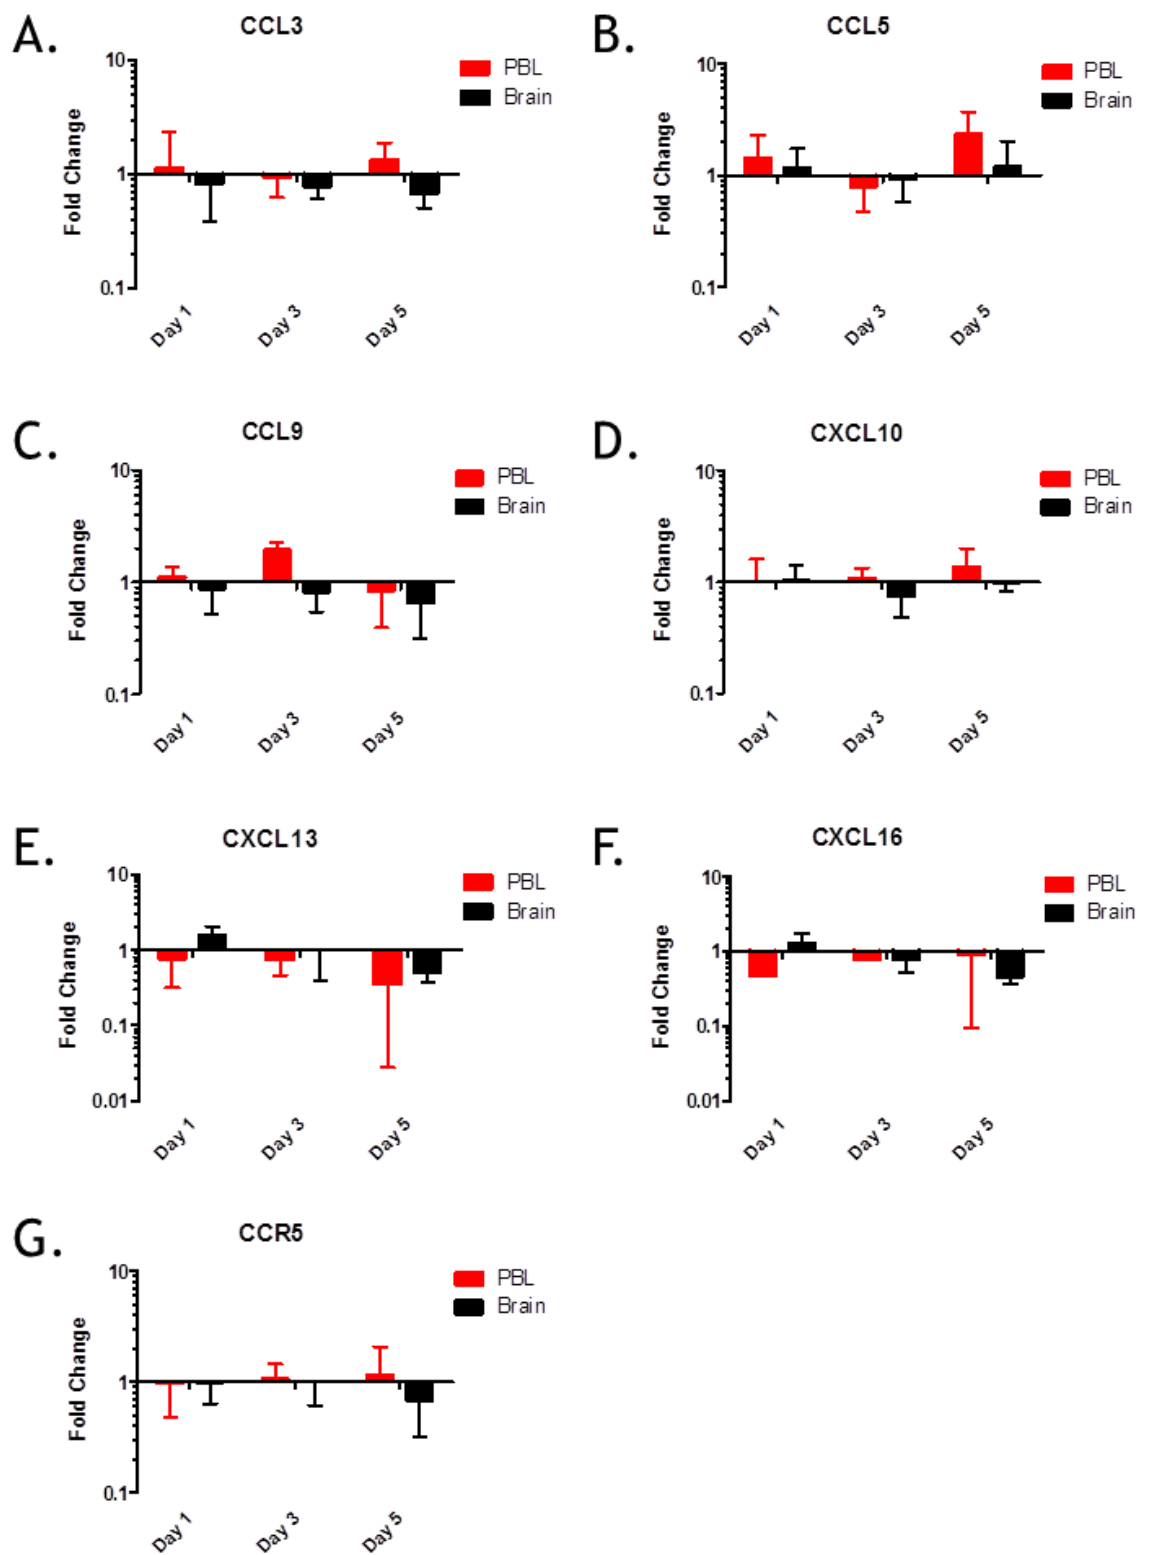 A.
CCL3
Fold Change
10
1
0.1
PBL
Brain
Day 1
Day 3
Day 5
B.
CCL5
Fold Change
10
1
0.1
PBL
Brain
Day 1
Day 3
Day 5
C.
CCL9
Fold Change
10
1
0.1
PBL
Brain
Day 1
Day 3
Day 5
D.
CXCL10
Fold Change
10
1
0.1
PBL
Brain
Day 1
Day 3
Day 5
E.
CXCL13
Fold Change
10
1
0.1
0.01
PBL
Brain
Day 1
Day 3
Day 5
F.
CXCL16
Fold Change
10
1
0.1
0.01
PBL
Brain
Day 1
Day 3
Day 5
G.
CCR5
Fold Change
10
1
0.1
PBL
Brain
Day 1
Day 3
Day 5